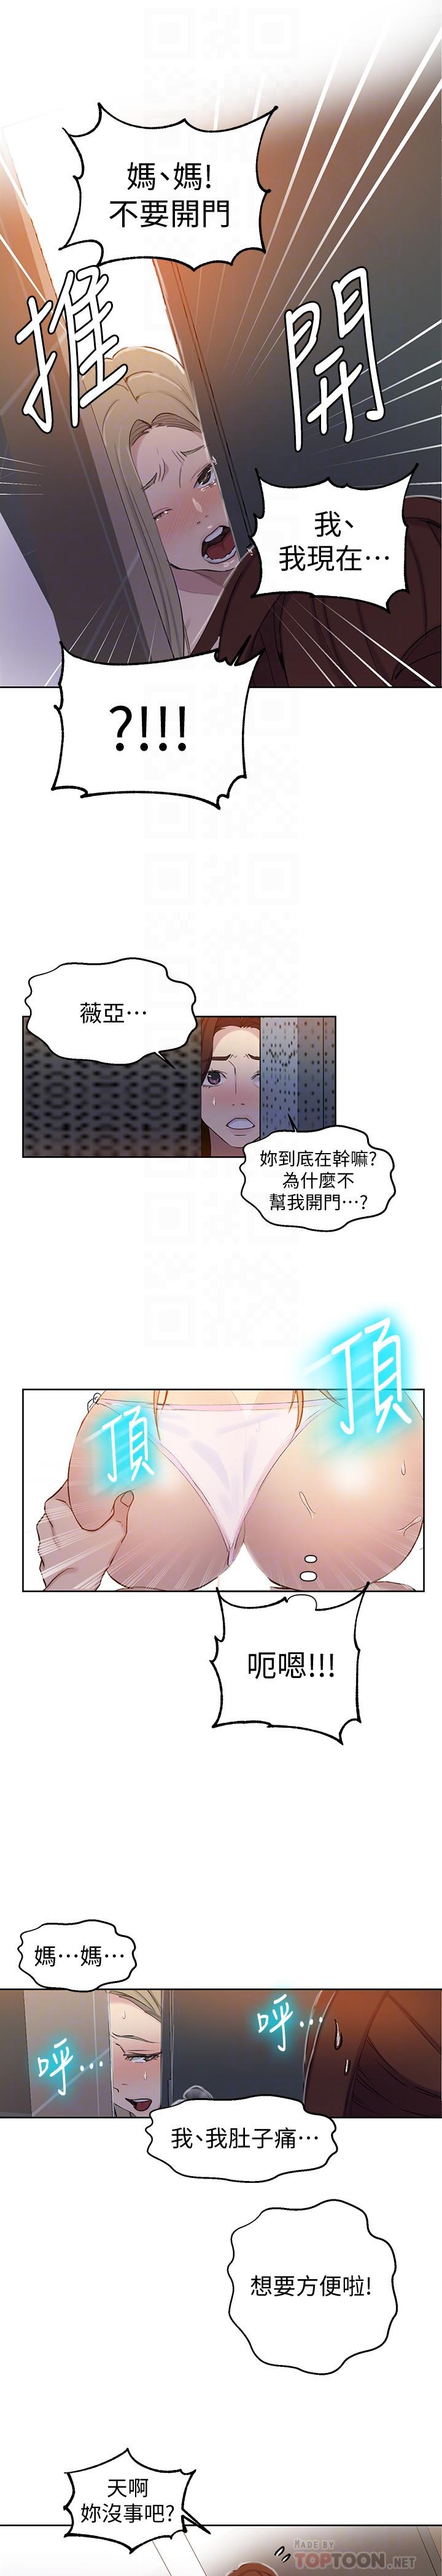 媽、媽!
不要開門
推
開
我、
我現在…
?!!!
薇亞…
妳到底在幹嘛?
為什麼不
幫我開門…?
頂
頂
呃嗯!!!
媽…媽…
呼…
呼…
我、我肚子痛…
想要方便啦!
天啊
妳沒事吧?
MADE BY
TOPTOON.NET